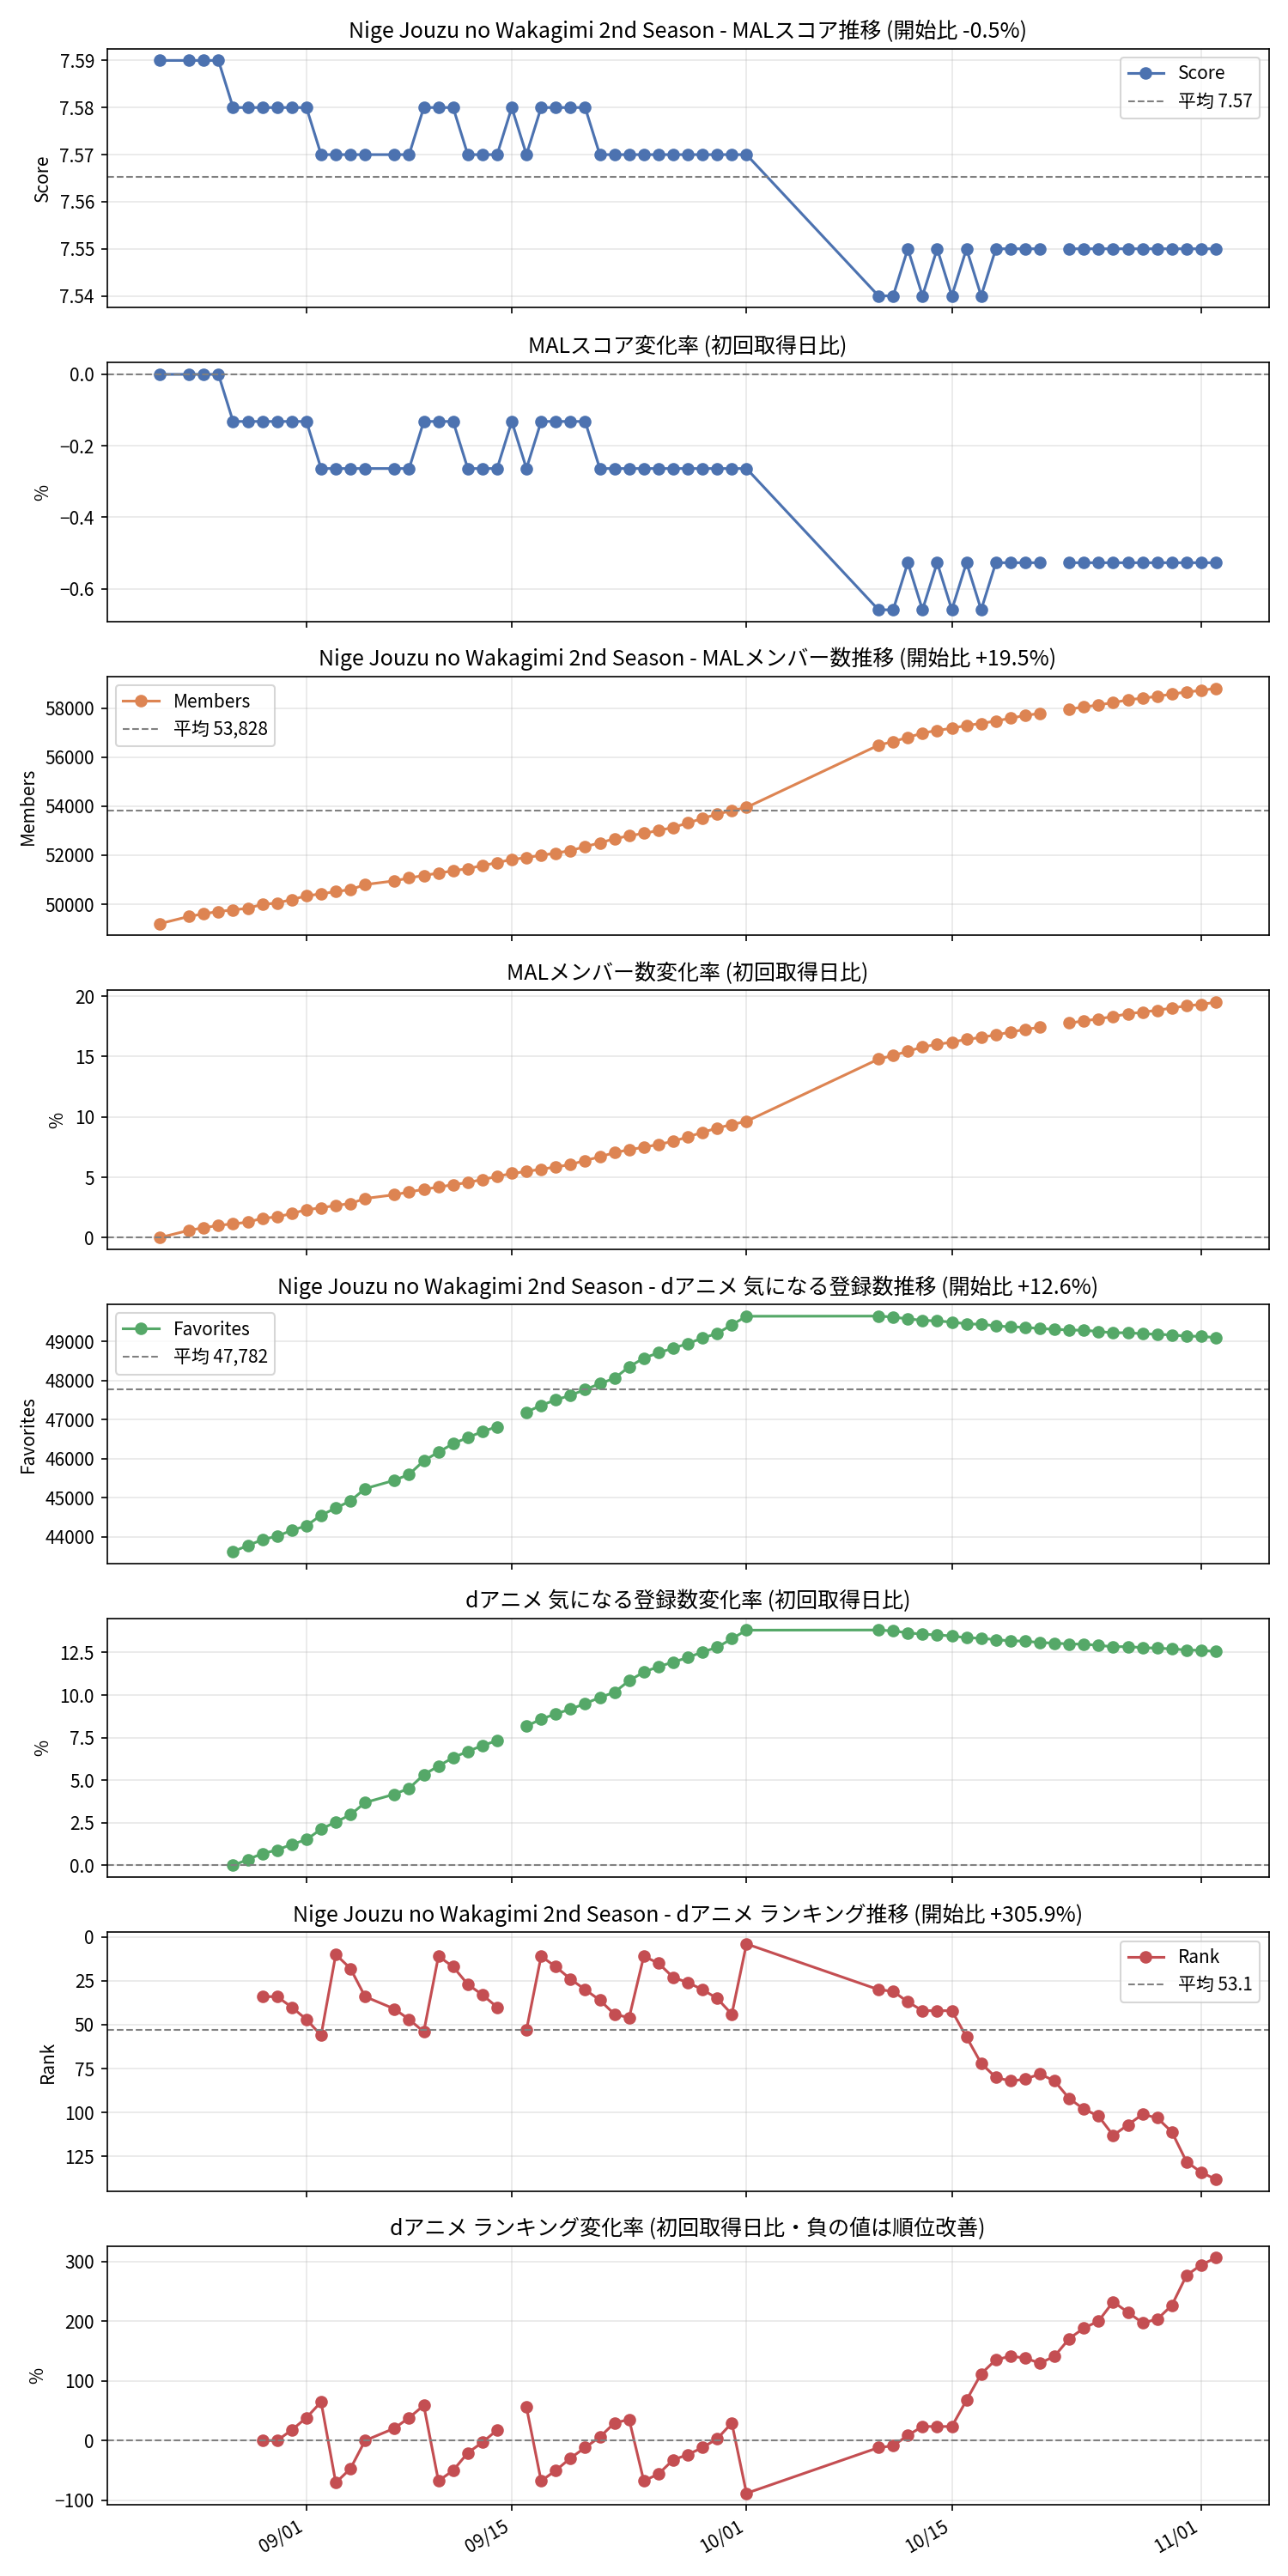 Nige Jouzu no Wakagimi 2nd Season - MALスコア推移 (開始比 -0.5%)
7.59
7.58
7.57
7.56
7.55
7.54
Score
Score
平均 7.57
MALスコア変化率 (初回取得日比)
0.0
−0.2
−0.4
−0.6
%
Nige Jouzu no Wakagimi 2nd Season - MALメンバー数推移 (開始比 +19.5%)
58000
56000
54000
52000
50000
Members
Members
平均 53,828
MALメンバー数変化率 (初回取得日比)
20
15
10
5
0
%
Nige Jouzu no Wakagimi 2nd Season - dアニメ 気になる登録数推移 (開始比 +12.6%)
49000
48000
47000
46000
45000
44000
Favorites
Favorites
平均 47,782
dアニメ 気になる登録数変化率 (初回取得日比)
12.5
10.0
7.5
5.0
2.5
0.0
%
Nige Jouzu no Wakagimi 2nd Season - dアニメ ランキング推移 (開始比 +305.9%)
0
25
50
75
100
125
Rank
Rank
平均 53.1
dアニメ ランキング変化率 (初回取得日比・負の値は順位改善)
300
200
100
0
−100
%
09/01
09/15
10/01
10/15
11/01